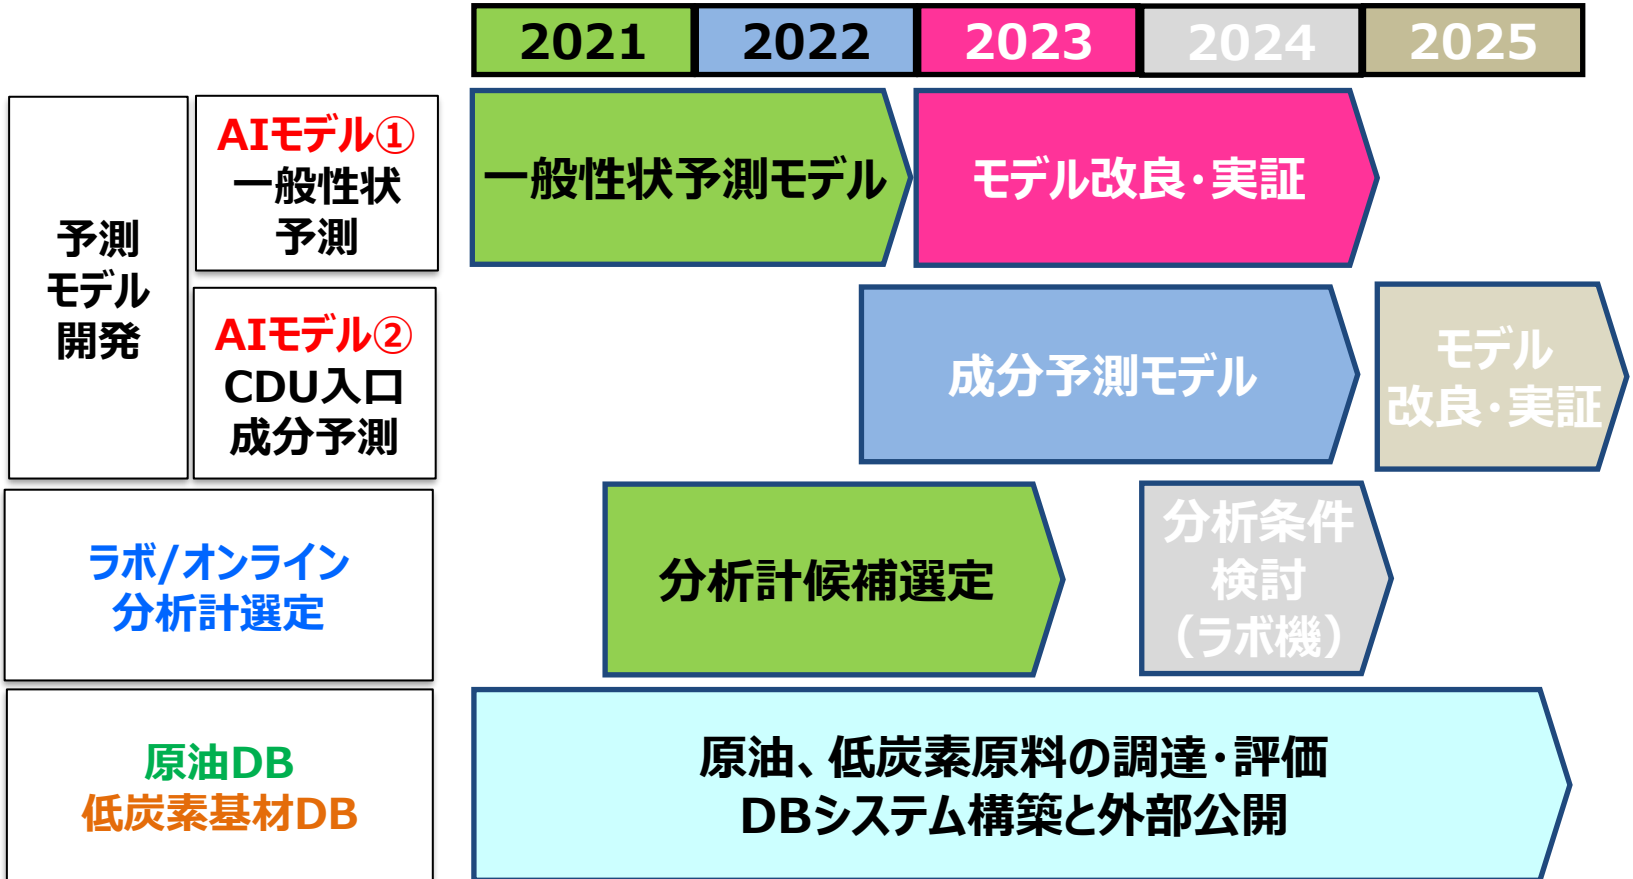 2021 2022 2023 2024 2025
予測
モデル
開発
AIモデル①
一般性状
予測
一般性状予測モデル
モデル改良・実証
AIモデル②
CDU入口
成分予測
成分予測モデル
モデル
改良・実証
ラボ/オンライン
分析計選定
分析計候補選定
分析条件
検討
（ラボ機）
原油DB
低炭素基材DB
原油、低炭素原料の調達・評価
DBシステム構築と外部公開